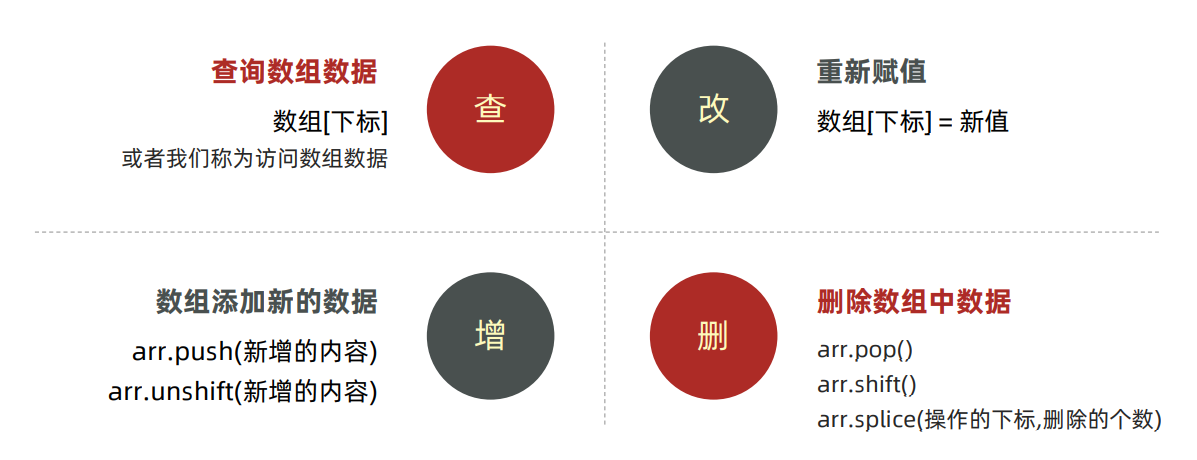 查询数组数据
数组[下标]
或者我们称为访问数组数据
查
改
重新赋值
数组[下标] = 新值
数组添加新的数据
arr.push(新增的内容)
arr.unshift(新增的内容)
增
删
删除数组中数据
arr.pop()
arr.shift()
arr.splice(操作的下标,删除的个数)